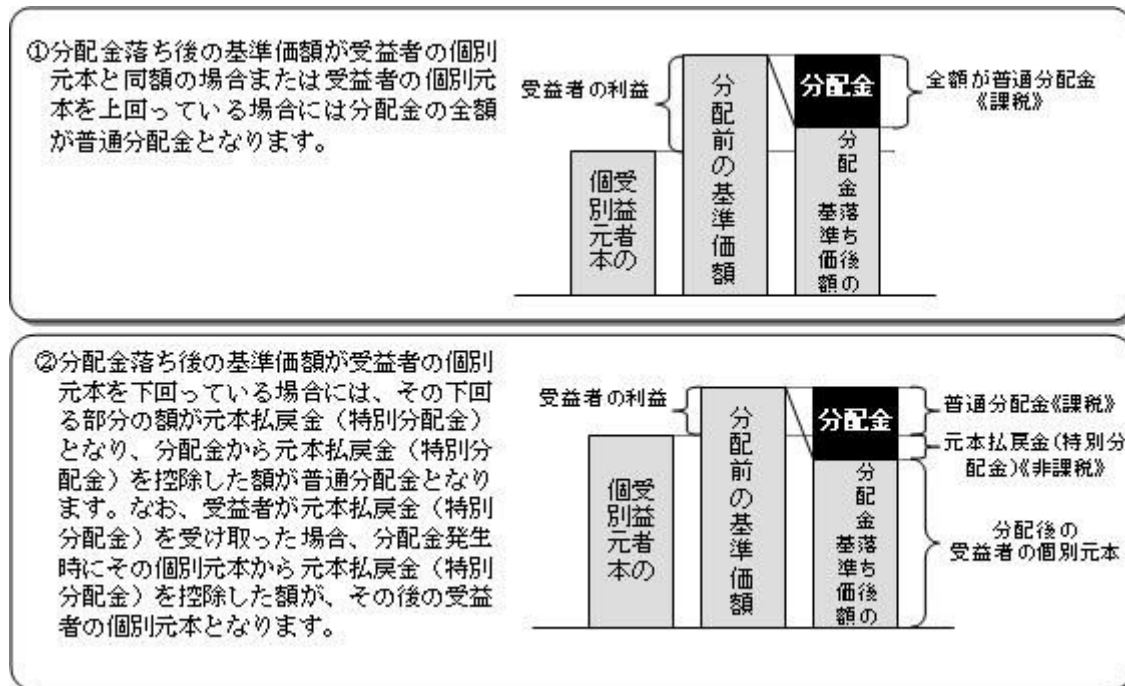 ①分配金落ち後の基準価額が受益者の個別
元本と同額の場合または受益者の個別元
本を上回っている場合には分配金の全額
が普通分配金となります。
受益者の利益
受益者の
個別元本
分配前の基準価額
分配金
分配金落ち後の
基準価額
全額が普通分配金
《課税》
②分配金落ち後の基準価額が受益者の個別
元本を下回っている場合には、その下回
る部分の額が元本払戻金（特別分配金）
となり、分配金から元本払戻金（特別分
配金）を控除した額が普通分配金となり
ます。なお、受益者が元本払戻金（特別
分配金）を受け取った場合、分配金発生
時にその個別元本から元本払戻金（特別
分配金）を控除した額が、その後の受益
者の個別元本となります。
受益者の利益
受益者の
個別元本
分配前の基準価額
分配金
分配金落ち後の
基準価額
普通分配金《課税》
元本払戻金(特別分
配金)《非課税》
分配後の
受益者の個別元本